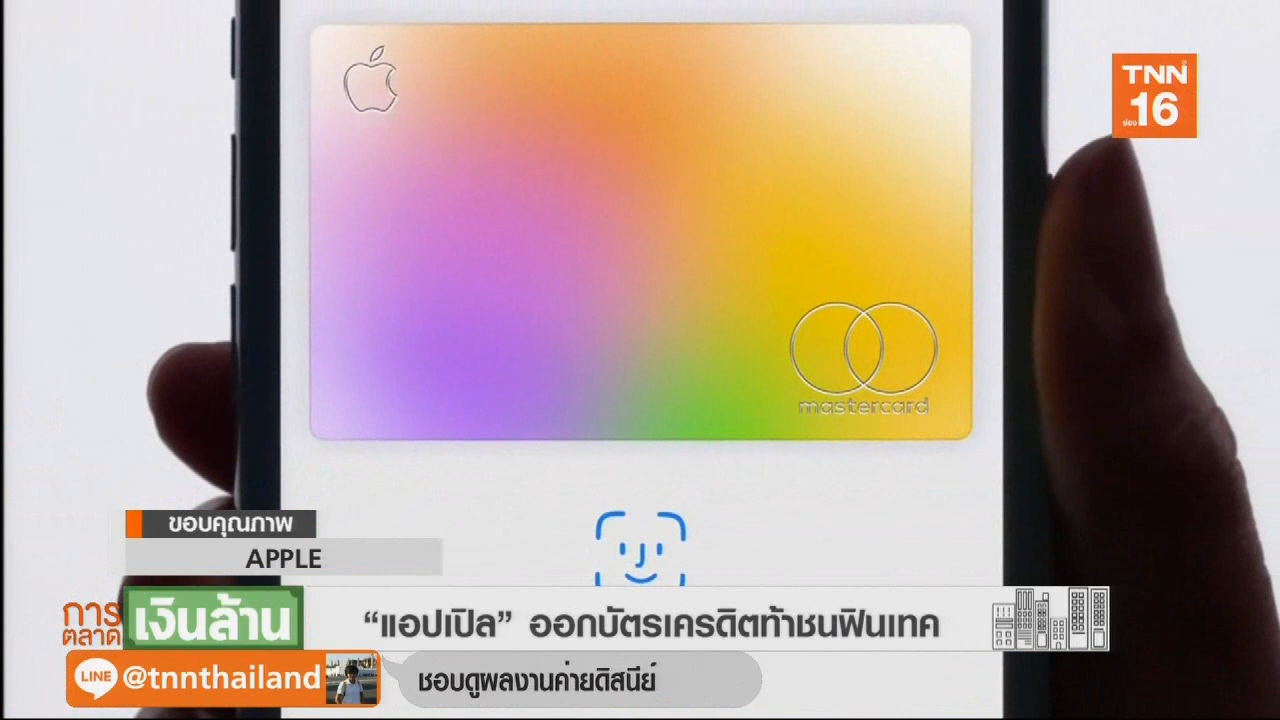 TNN
ช่อง16
mastercard
ขอบคุณภาพ
APPLE
การ
ตลาด
เงินล้าน
“แอปเปิล” ออกบัตรเครดิตท้าชนฟินเทค
LINE @tnnthailand
ชอบดูผลงานค่ายดิสนีย์